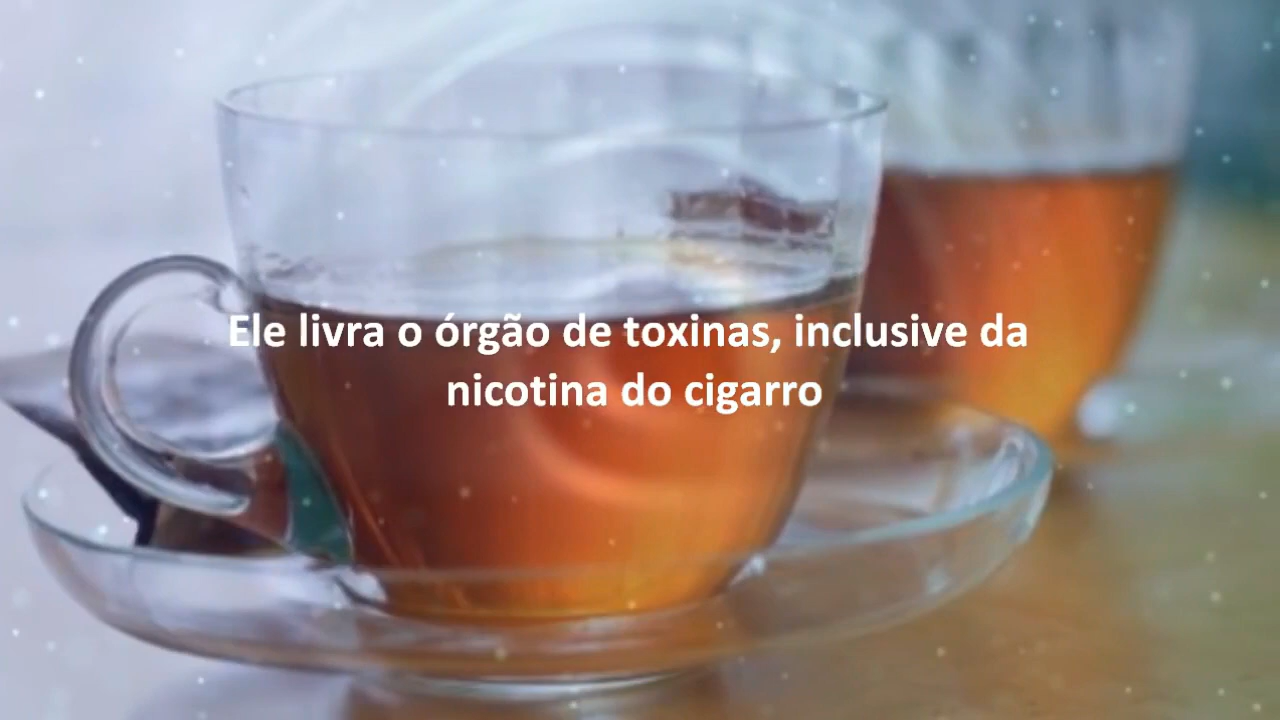 Ele livra o órgão de toxinas, inclusive da
nicotina do cigarro